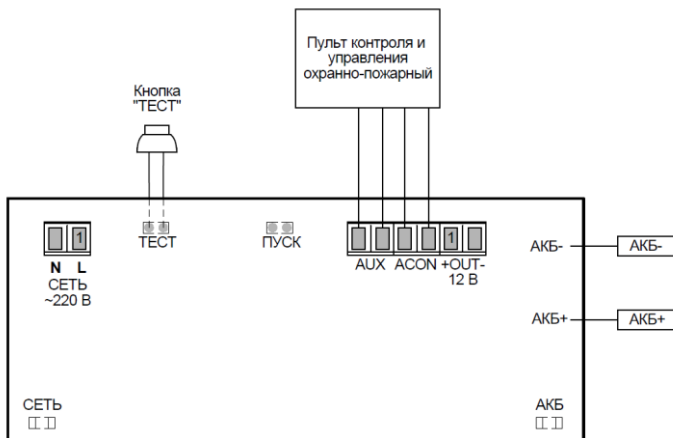 Пульт контроля и
управления
охранно-пожарный
Кнопка
"ТЕСТ"
1
ТЕСТ
ПУСК
1
N L
СЕТЬ
~220 В
AUX ACON +OUT-
12 В
АКБ- АКБ-
АКБ+ АКБ+
СЕТЬ
АКБ